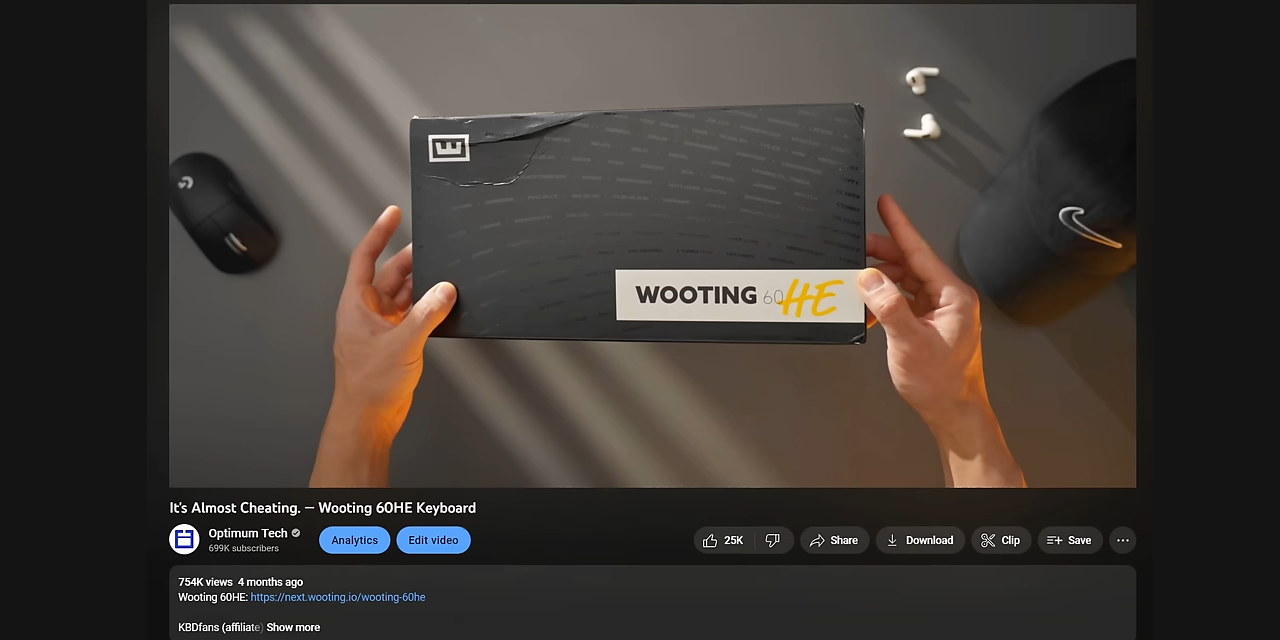 WOOTING 60HE
It's Almost Cheating. – Wooting 60HE Keyboard
Optimum Tech
699K subscribers
Analytics
Edit video
25K
Share
Download
Clip
Save
754K views 4 months ago
Wooting 60HE: https://next.wooting.io/wooting-60he
KBDfans (affiliate) Show more